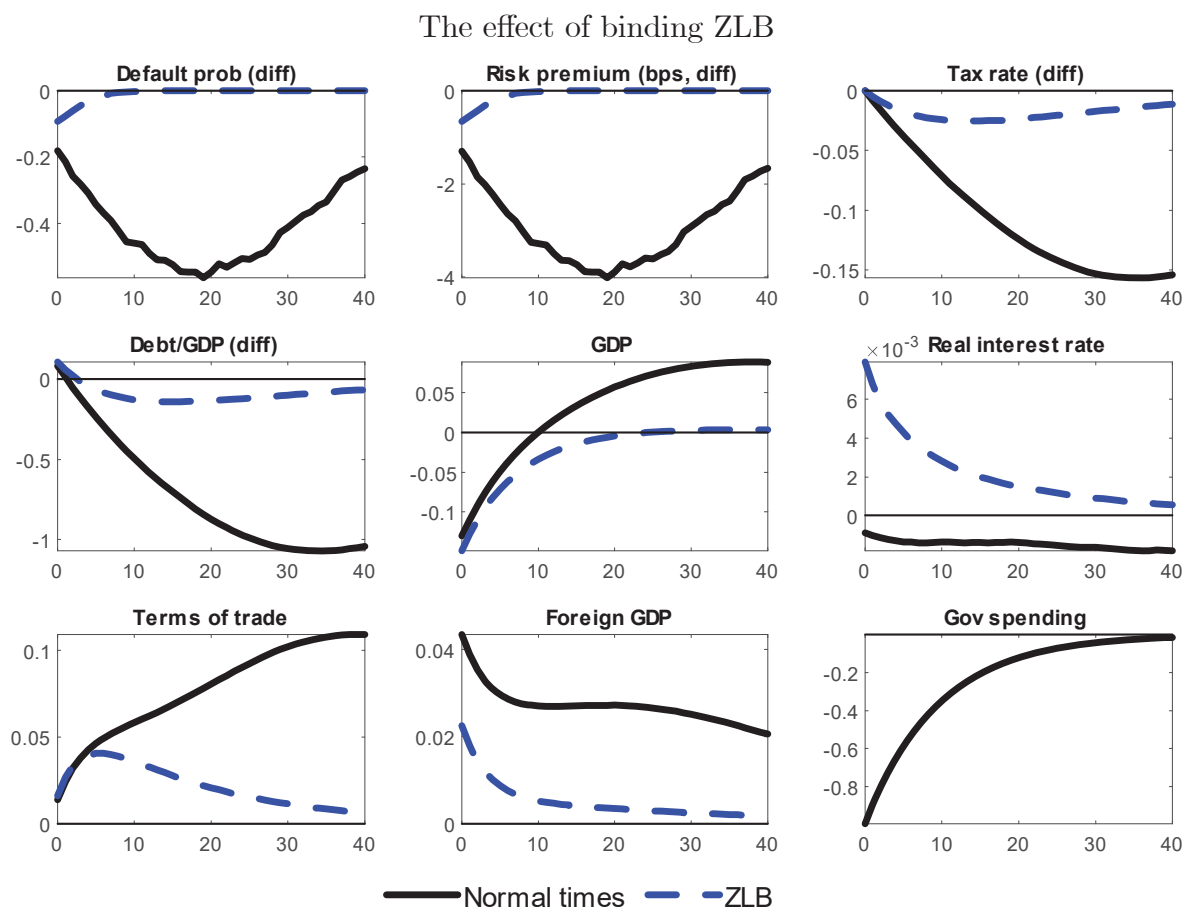 The effect of binding ZLB
Default prob (diff) Risk premium (bps, diff) Tax rate (diff)
0
-0.2
-0.4
0 10 20 30 40
0
-2
-4
0 10 20 30 40
0
-0.05
-0.1
-0.15
0 10 20 30 40
Debt/GDP (diff) GDP ×10⁻³ Real interest rate
0
-0.5
-1
0 10 20 30 40
0.05
0
-0.05
-0.1
0 10 20 30 40
6
4
2
0
0 10 20 30 40
Terms of trade Foreign GDP Gov spending
0.1
0.05
0
0 10 20 30 40
0.04
0.02
0
0 10 20 30 40
-0.2
-0.4
-0.6
-0.8
0 10 20 30 40
Normal times ZLB